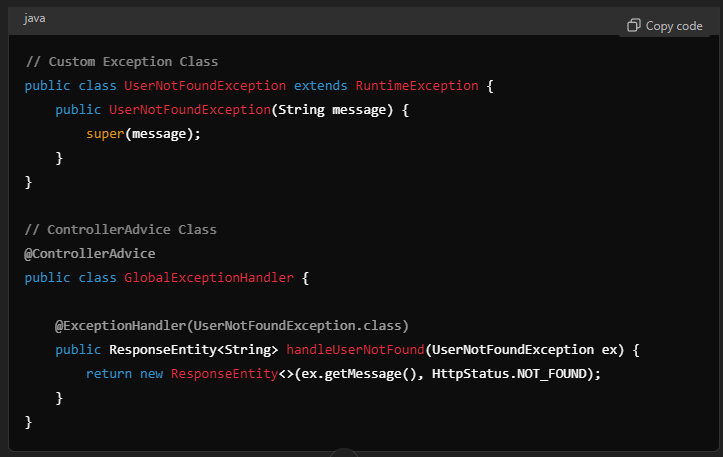 java
Copy code
// Custom Exception Class
public class UserNotFoundException extends RuntimeException {
    public UserNotFoundException(String message) {
        super(message);
    }
}
// ControllerAdvice Class
@ControllerAdvice
public class GlobalExceptionHandler {
    @ExceptionHandler(UserNotFoundException.class)
    public ResponseEntity<String> handleUserNotFound(UserNotFoundException ex) {
        return new ResponseEntity<>(ex.getMessage(), HttpStatus.NOT_FOUND);
    }
}